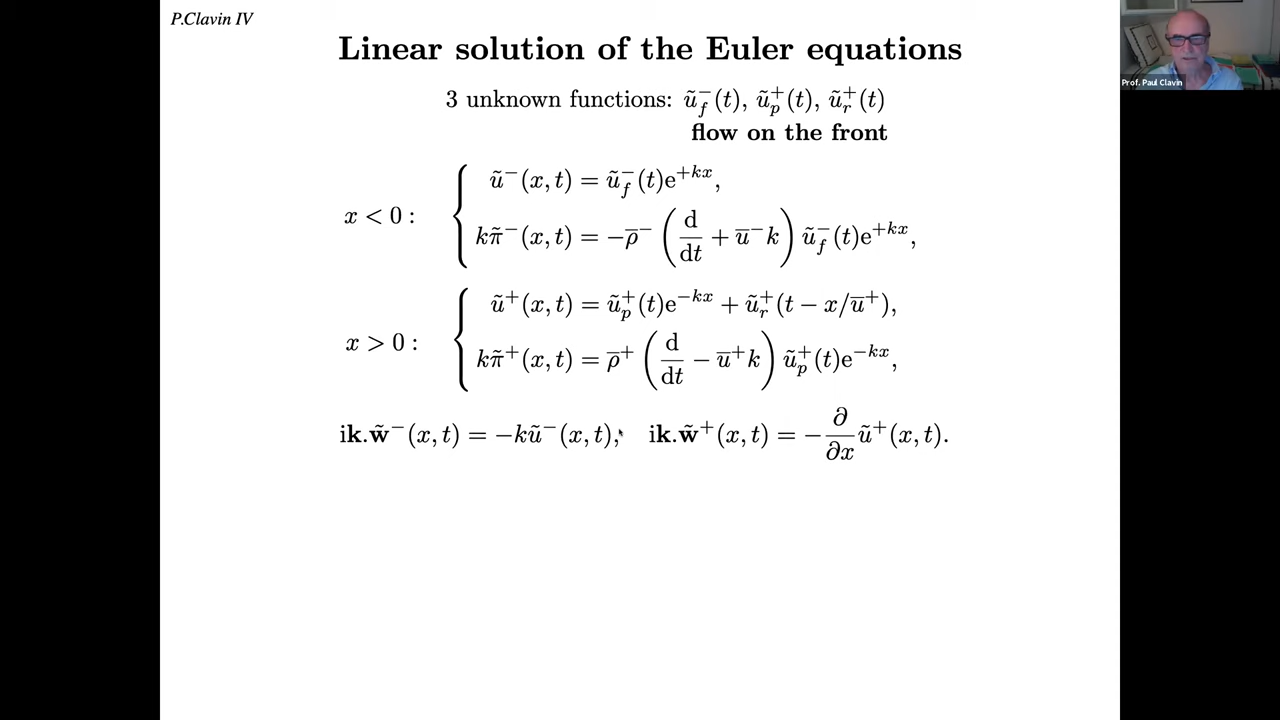 P.Clavin IV
Linear solution of the Euler equations
3 unknown functions: ũ_f^-(t), ũ_p^+(t), ũ_r^+(t)
flow on the front
x < 0 : { ũ^-(x, t) = ũ_f^-(t)e^{+kx},
kπ̃^-(x, t) = -ρ̅^- (d/dt + u̅^-k) ũ_f^-(t)e^{+kx},
x > 0 : { ũ^+(x, t) = ũ_p^+(t)e^{-kx} + ũ_r^+(t - x/u̅^+),
kπ̃^+(x, t) = ρ̅^+ (d/dt - u̅^+k) ũ_p^+(t)e^{-kx},
ik.w̃^-(x, t) = -kũ^-(x, t), ik.w̃^+(x, t) = -∂/∂x ũ^+(x, t).
Prof. Paul Clavin